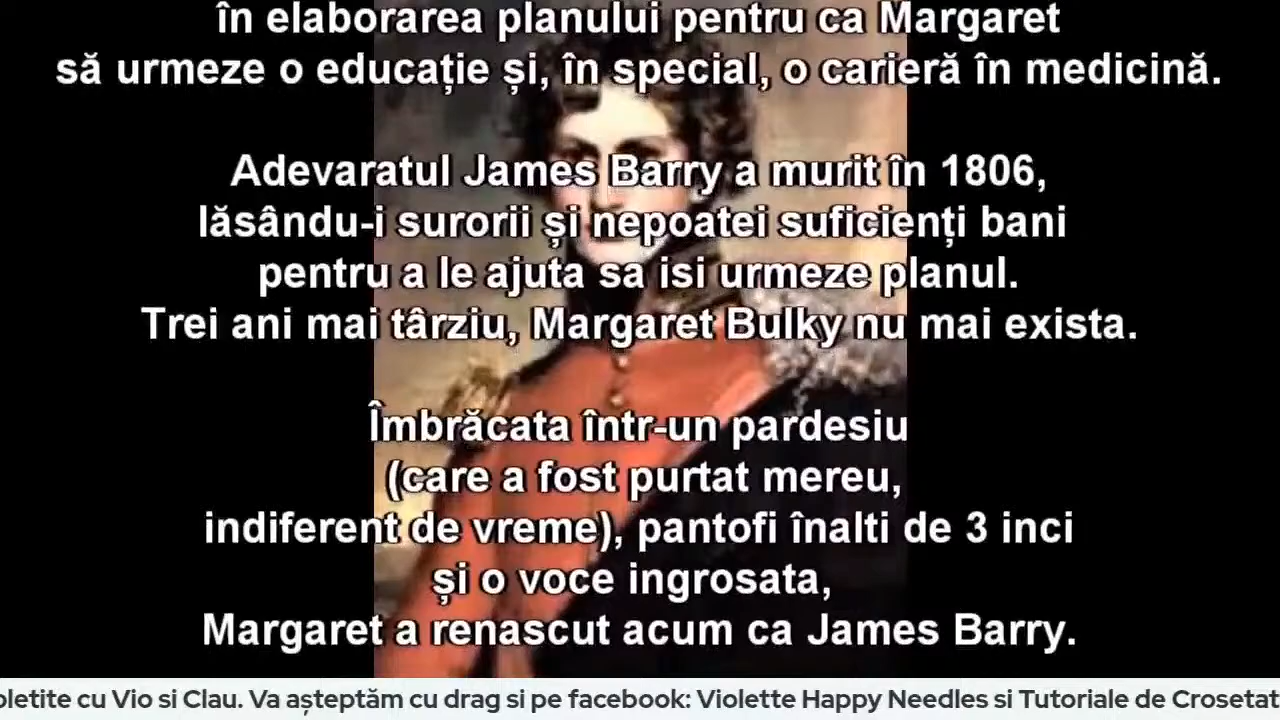 în elaborarea planului pentru ca Margaret
să urmeze o educație și, în special, o carieră în medicină.
Adevaratul James Barry a murit în 1806,
lăsându-i surorii și nepoatei suficienți bani
pentru a le ajuta sa isi urmeze planul.
Trei ani mai târziu, Margaret Bulky nu mai exista.
Îmbrăcata într-un pardesiu
(care a fost purtat mereu,
indiferent de vreme), pantofi înalti de 3 inci
și o voce ingrosata,
Margaret a renascut acum ca James Barry.
pletite cu Vio si Clau. Va așteptăm cu drag si pe facebook: Violette Happy Needles si Tutoriale de Crosetat